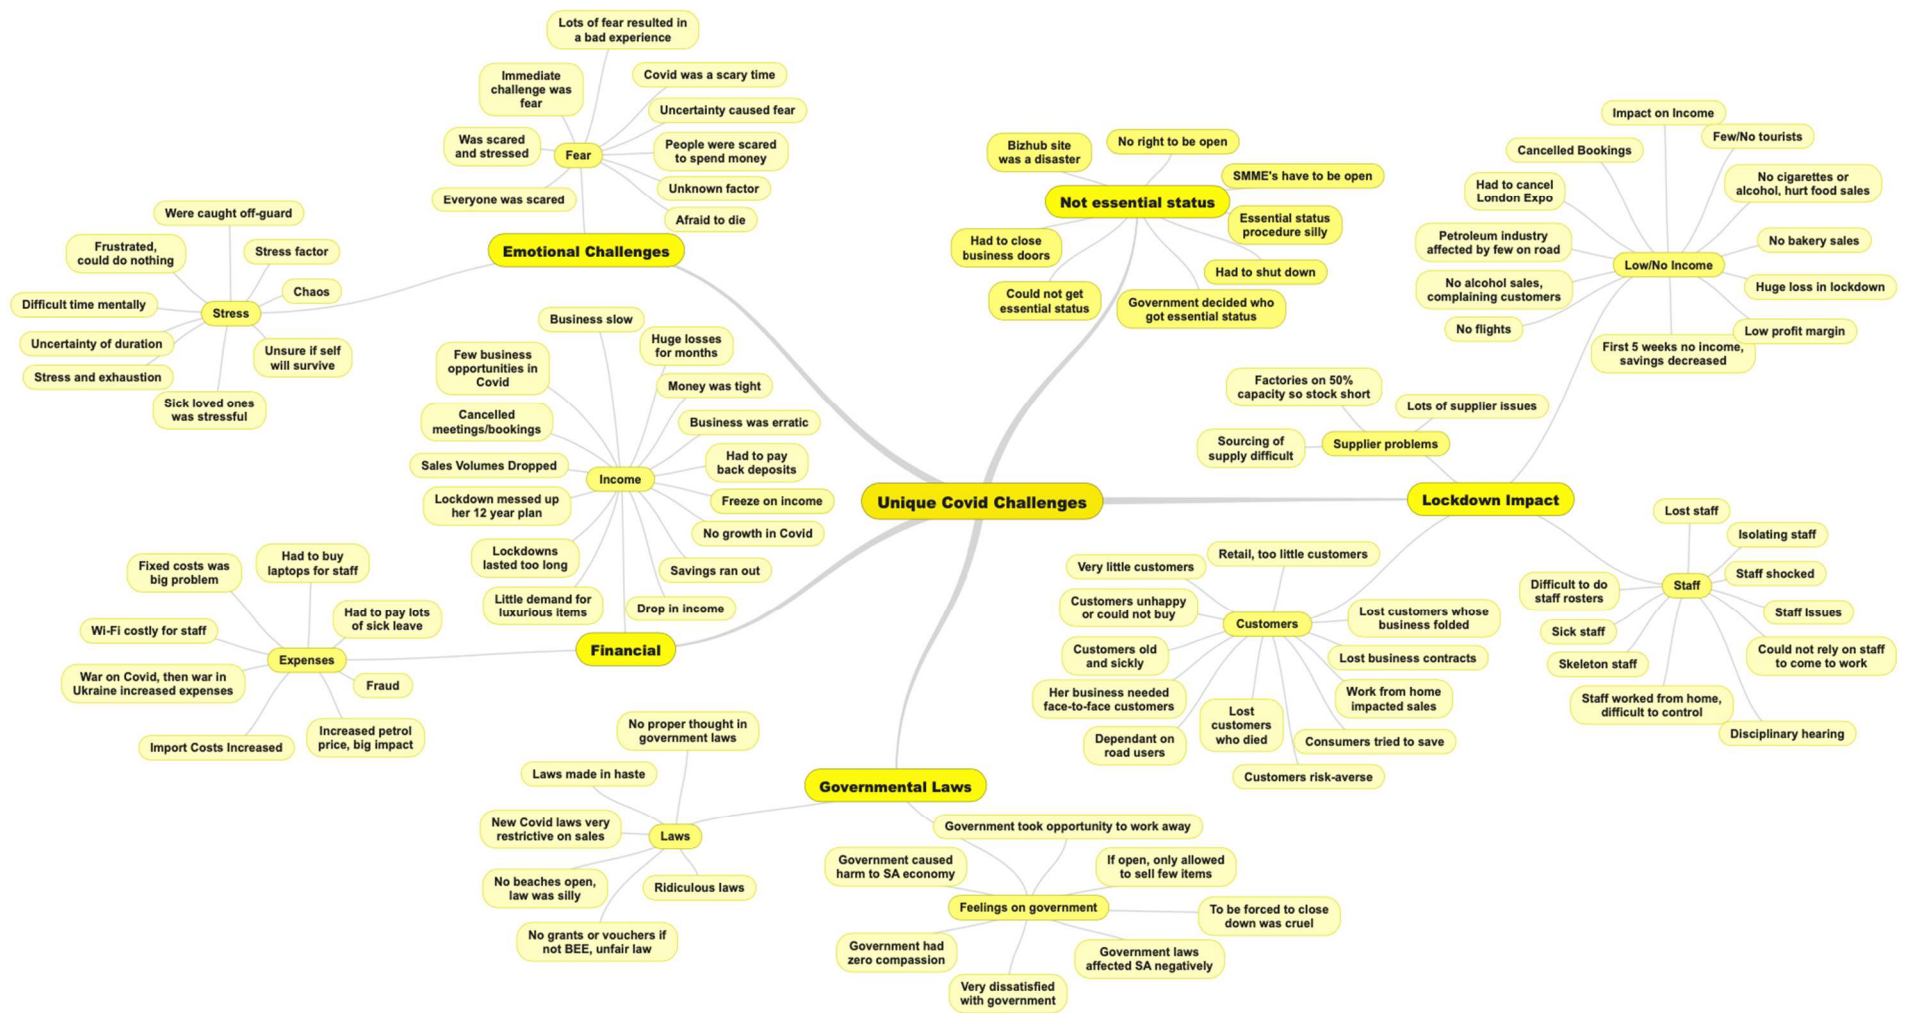 Unique Covid Challenges
Emotional Challenges
Fear
Lots of fear resulted in
a bad experience
Immediate
challenge was
fear
Covid was a scary time
Uncertainty caused fear
Was scared
and stressed
People were scared
to spend money
Unknown factor
Everyone was scared
Afraid to die
Stress
Were caught off-guard
Frustrated,
could do nothing
Stress factor
Chaos
Difficult time mentally
Uncertainty of duration
Unsure if self
will survive
Stress and exhaustion
Sick loved ones
was stressful
Not essential status
Bizhub site
was a disaster
No right to be open
SMME's have to be open
Essential status
procedure silly
Had to close
business doors
Had to shut down
Could not get
essential status
Government decided who
got essential status
Lockdown Impact
Low/No Income
Impact on Income
Few/No tourists
Cancelled Bookings
No cigarettes or
alcohol, hurt food sales
Had to cancel
London Expo
Petroleum industry
affected by few on road
No bakery sales
No alcohol sales,
complaining customers
Huge loss in lockdown
No flights
Low profit margin
First 5 weeks no income,
savings decreased
Supplier problems
Factories on 50%
capacity so stock short
Lots of supplier issues
Sourcing of
supply difficult
Staff
Lost staff
Isolating staff
Staff shocked
Difficult to do
staff rosters
Staff Issues
Sick staff
Could not rely on staff
to come to work
Skeleton staff
Staff worked from home,
difficult to control
Disciplinary hearing
Customers
Retail, too little customers
Very little customers
Customers unhappy
or could not buy
Lost customers whose
business folded
Customers old
and sickly
Lost business contracts
Her business needed
face-to-face customers
Work from home
impacted sales
Lost
customers
who died
Dependant on
road users
Consumers tried to save
Customers risk-averse
Financial
Income
Business slow
Huge losses
for months
Few business
opportunities in
Covid
Money was tight
Cancelled
meetings/bookings
Business was erratic
Sales Volumes Dropped
Had to pay
back deposits
Lockdown messed up
her 12 year plan
Freeze on income
No growth in Covid
Lockdowns
lasted too long
Savings ran out
Little demand for
luxurious items
Drop in income
Expenses
Fixed costs was
big problem
Had to buy
laptops for staff
Had to pay lots
of sick leave
Wi-Fi costly for staff
War on Covid, then war in
Ukraine increased expenses
Fraud
Import Costs Increased
Increased petrol
price, big impact
Governmental Laws
Laws
No proper thought in
government laws
Laws made in haste
New Covid laws very
restrictive on sales
No beaches open,
law was silly
Ridiculous laws
No grants or vouchers if
not BEE, unfair law
Feelings on government
Government took opportunity to work away
Government caused
harm to SA economy
If open, only allowed
to sell few items
To be forced to close
down was cruel
Government had
zero compassion
Government laws
affected SA negatively
Very dissatisfied
with government